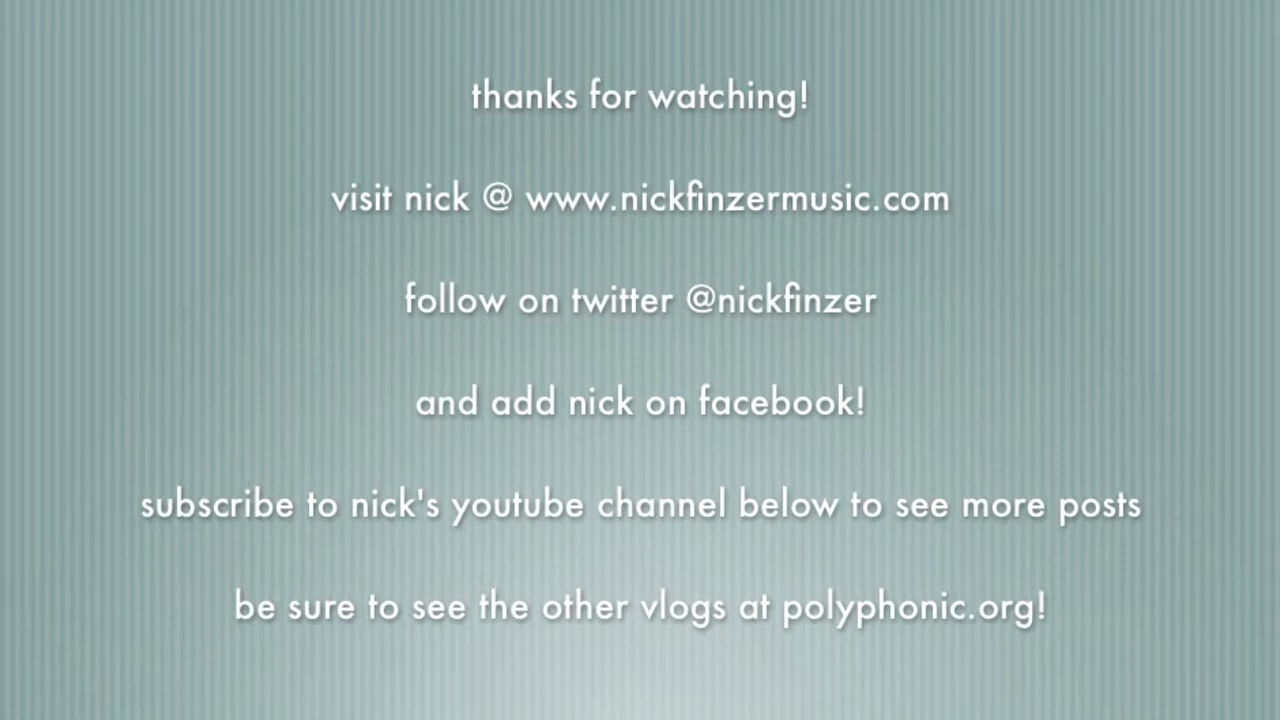 thanks for watching!
visit nick @ www.nickfinzermusic.com
follow on twitter @nickfinzer
and add nick on facebook!
subscribe to nick's youtube channel below to see more posts
be sure to see the other vlogs at polyphonic.org!